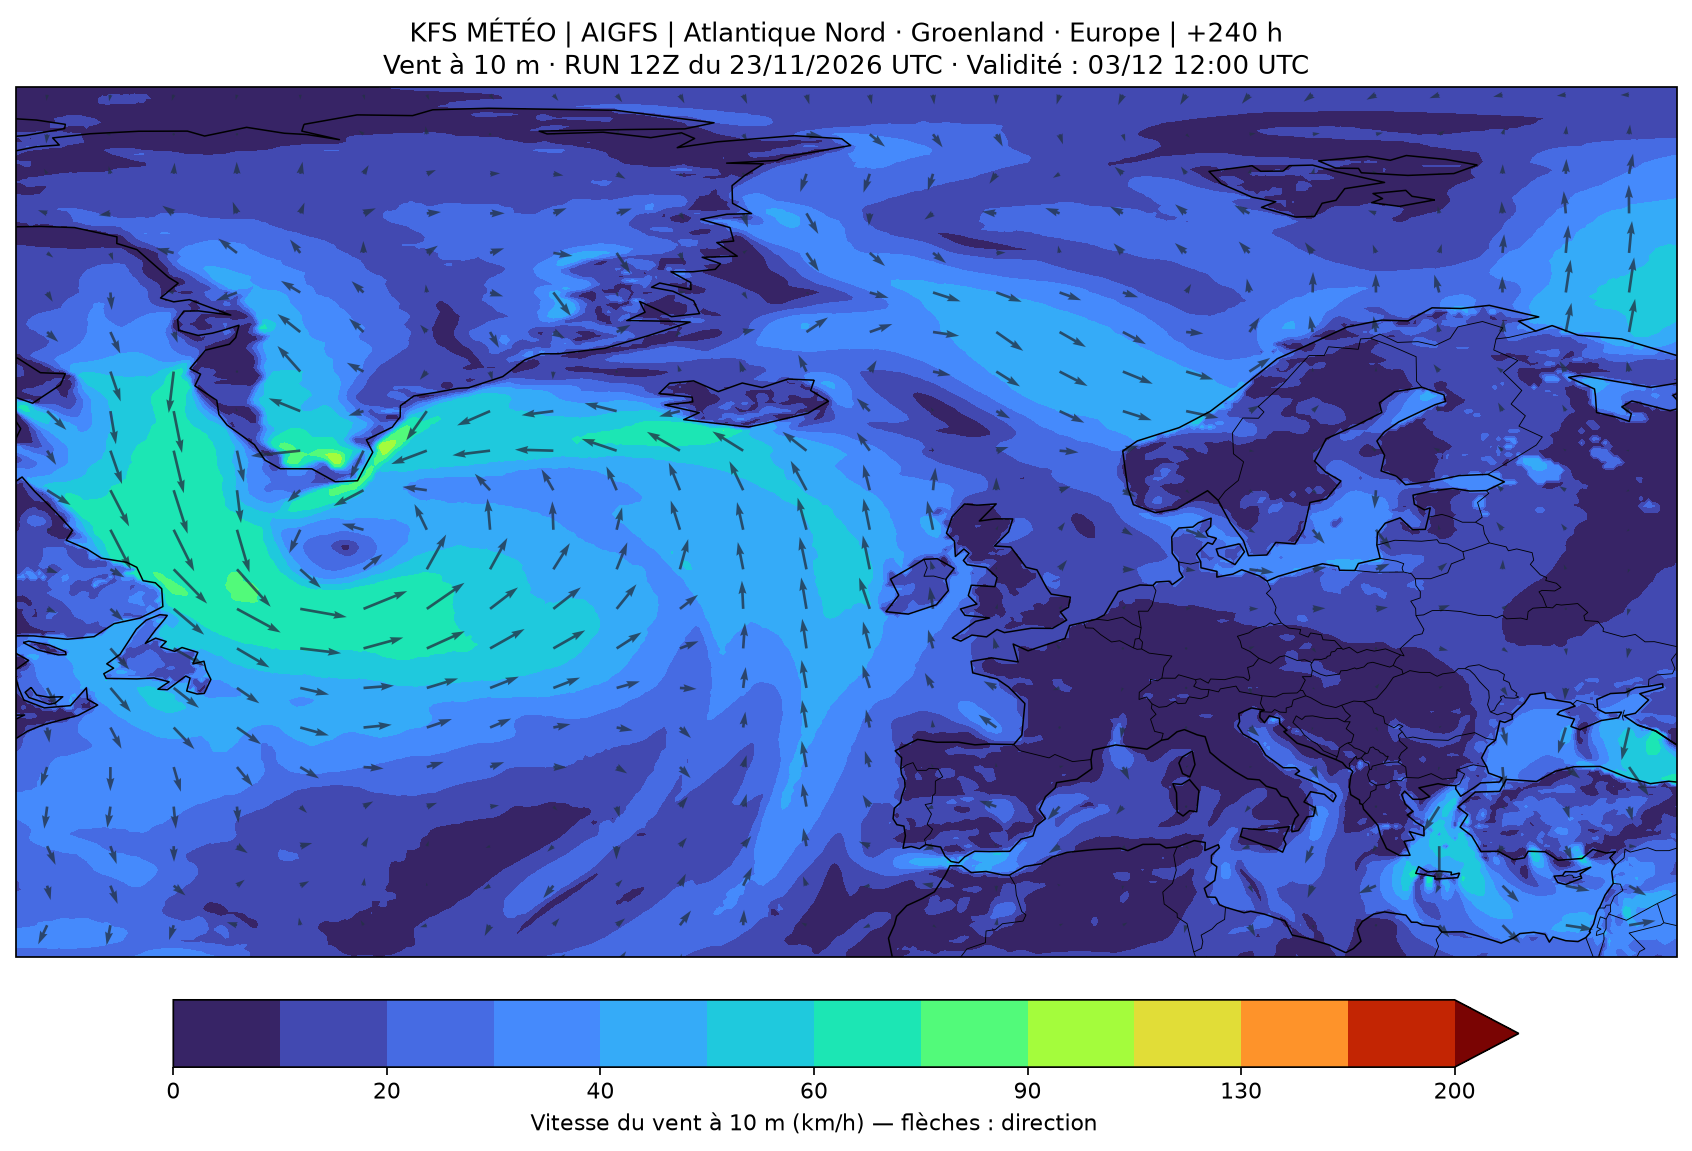 KFS MÉTÉO | AIGFS | Atlantique Nord · Groenland · Europe | +240 h
Vent à 10 m · RUN 12Z du 23/11/2026 UTC · Validité : 03/12 12:00 UTC
0 20 40 60 90 130 200
Vitesse du vent à 10 m (km/h) — flèches : direction